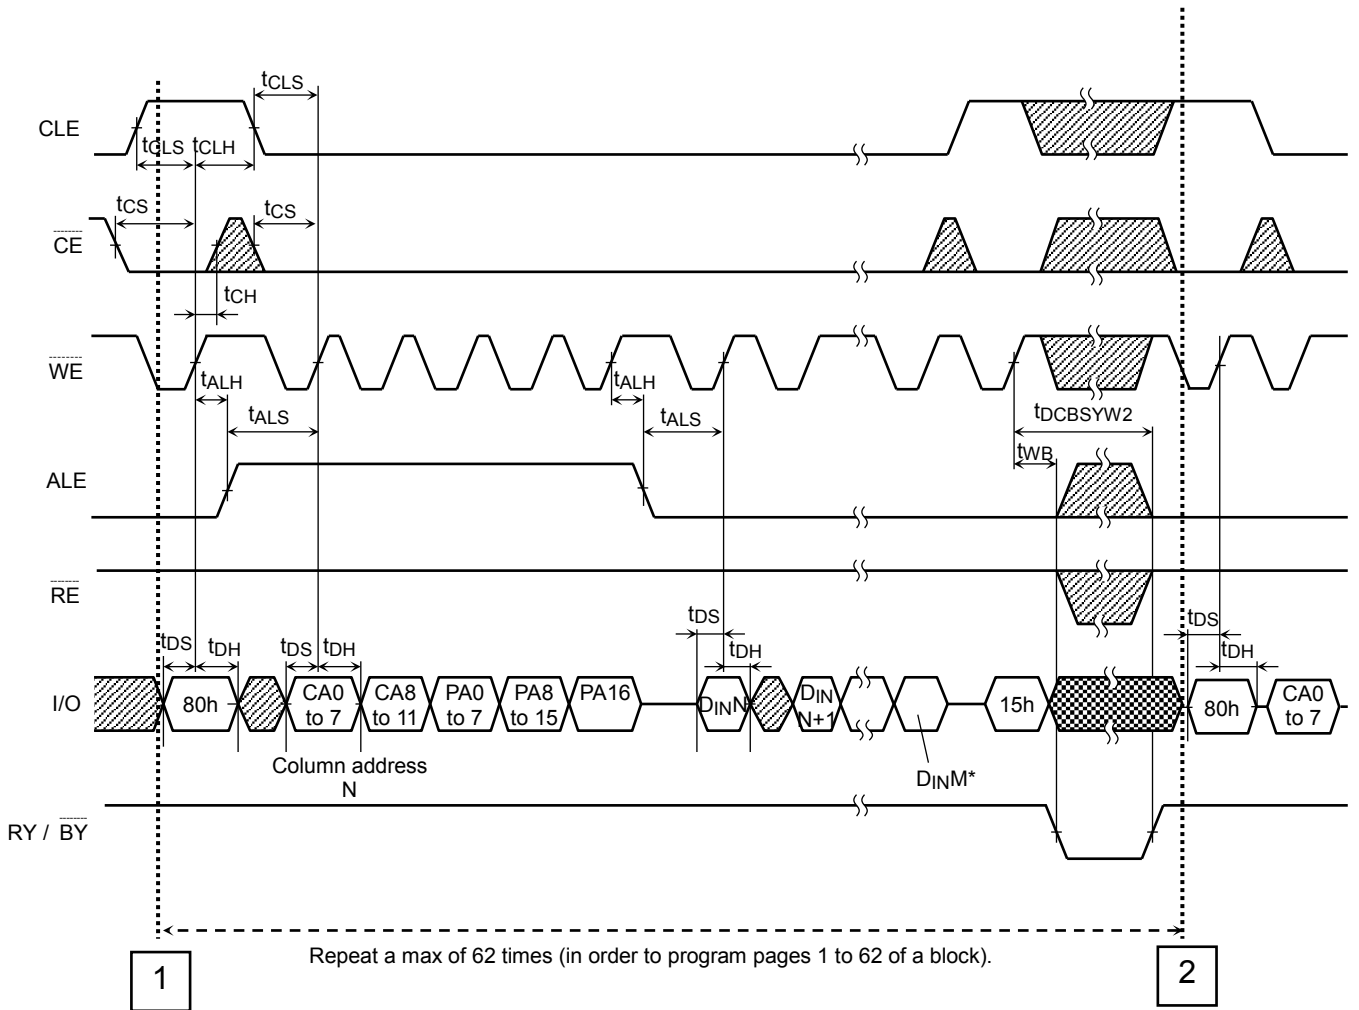 tCLS
CLE
tCLS tCLH
tCS tCS
CE
tCH
WE
tALH tALH
tALS tALS
tDCBSYW2
tWB
ALE
RE
tDS tDH tDS tDH tDS tDH tDS tDH
I/O 80h CA0 to 7 CA8 to 11 PA0 to 7 PA8 to 15 PA16 DINN DIN N+1 15h 80h CA0 to 7
Column address
N
DINM*
RY / BY
Repeat a max of 62 times (in order to program pages 1 to 62 of a block).
1 2